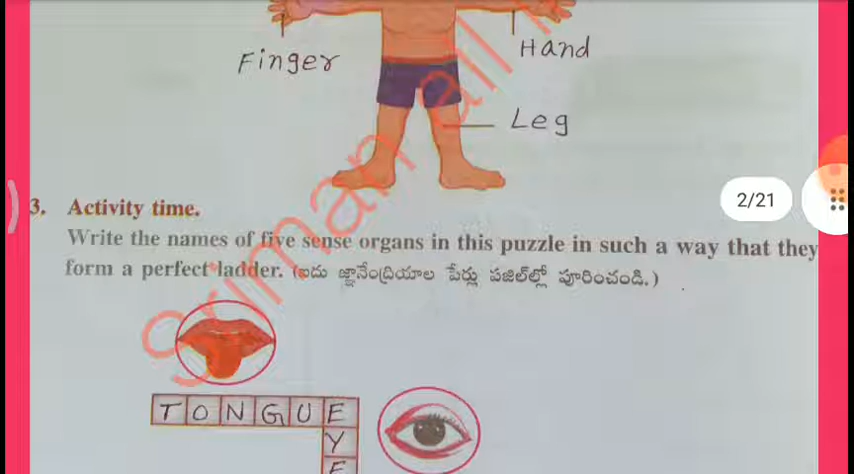 Finger
Hand
Leg
2/21
3. Activity time.
Write the names of five sense organs in this puzzle in such a way that they
form a perfect ladder. (ఐదు జ్ఞానేంద్రియాల పేర్లు పజిల్‌ల్లో పూరించండి.)
TONGUE
Y
E